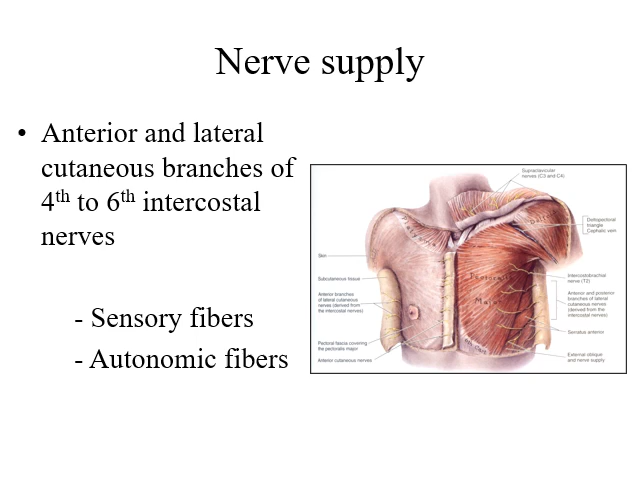 Nerve supply
• Anterior and lateral
cutaneous branches of
4th to 6th intercostal
nerves
- Sensory fibers
- Autonomic fibers
Supraclavicular
nerves (C3 and C4)
Deltopectoral
triangle
Cephalic vein
Skin
Subcutaneous tissue
Anterior branches
of lateral cutaneous
nerves (derived from
the intercostal nerves)
Pectoral fascia covering
the pectoralis major
Anterior cutaneous nerves
Intercostobrachial
nerve (T2)
Anterior and posterior
branches of lateral
cutaneous nerves
(derived from the
intercostal nerves)
Serratus anterior
External oblique
and nerve supply
Pectoralis
Major